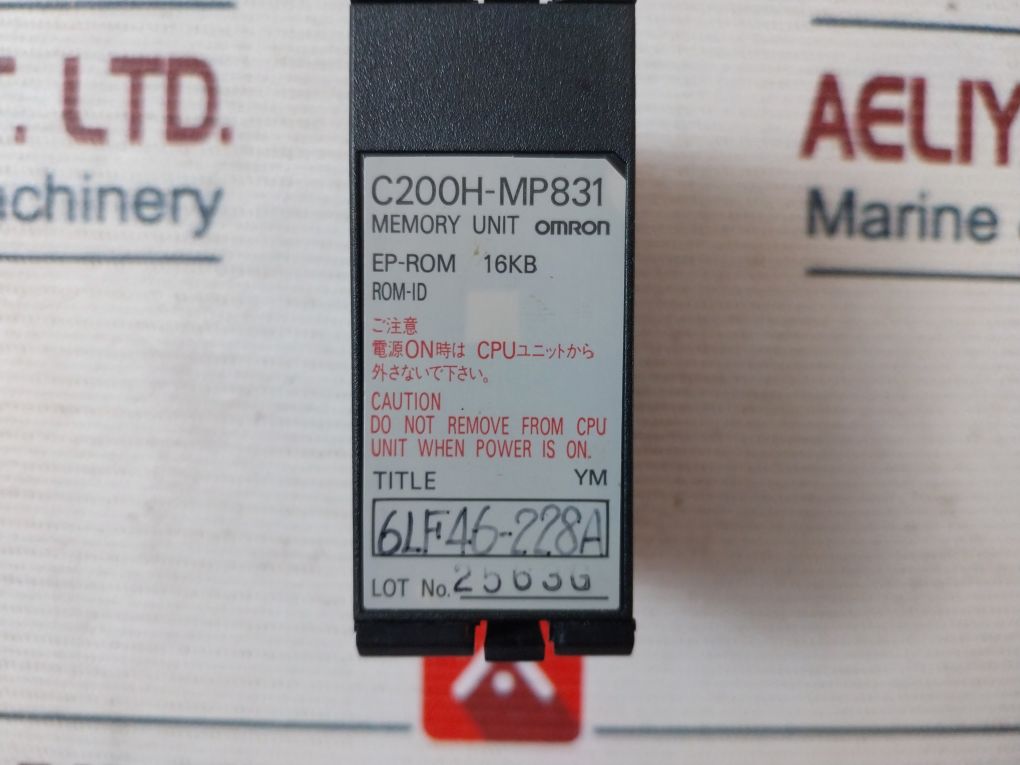 . LTD.
achinery
AELIY
Marine
C200H-MP831
MEMORY UNIT OMRON
EP-ROM 16KB
ROM-ID
ご注意
電源ON時は CPUユニットから
外さないで下さい。
CAUTION
DO NOT REMOVE FROM CPU
UNIT WHEN POWER IS ON.
TITLE YM
6LF46-228A
LOT No. 2563G